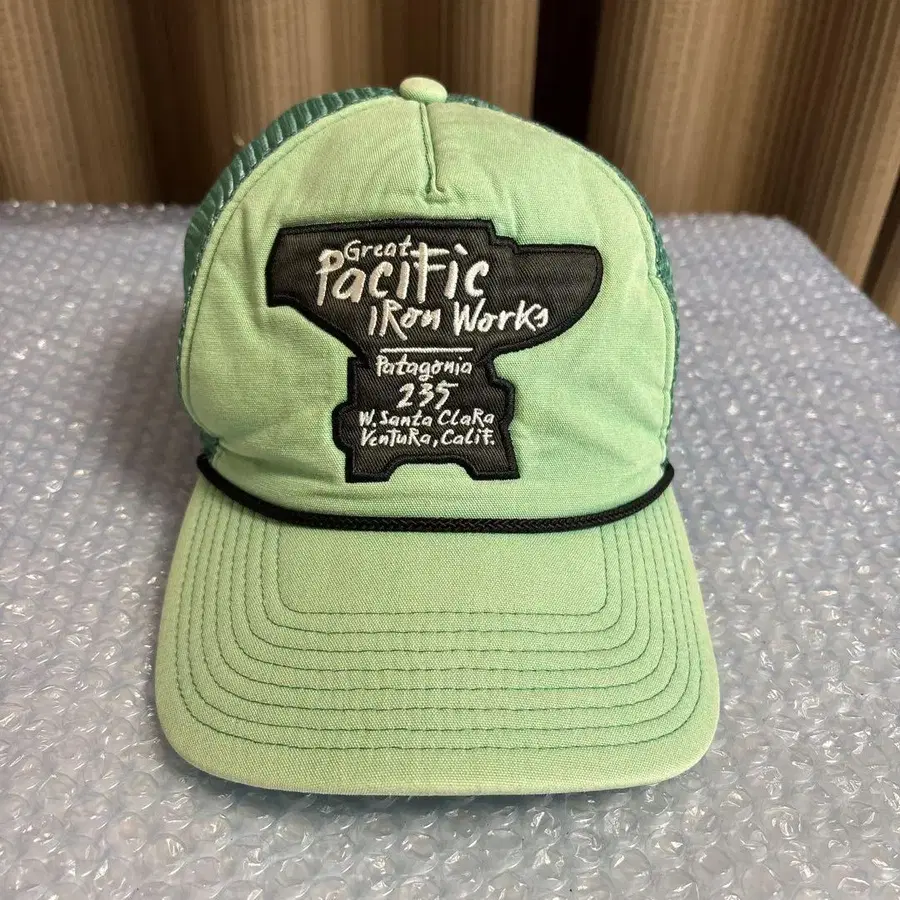 Great
Pacific
IRon Works
Patagonia
235
W. Santa ClaRa
VenTuRa, Calif.